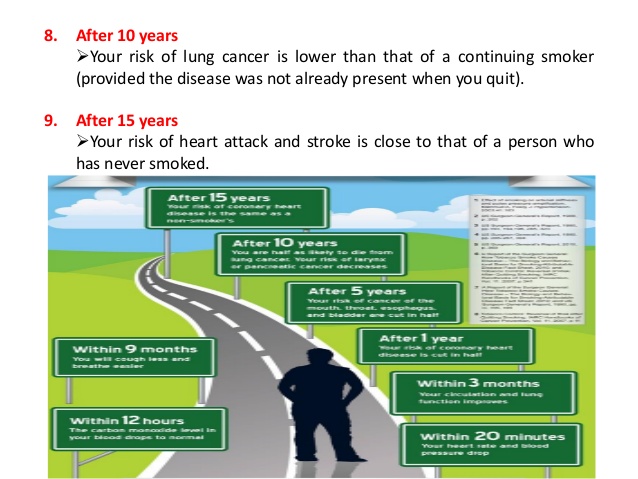 8. After 10 years
➢Your risk of lung cancer is lower than that of a continuing smoker
(provided the disease was not already present when you quit).
9. After 15 years
➢Your risk of heart attack and stroke is close to that of a person who
has never smoked.
After 15 years
Your risk of coronary heart
disease is the same as a
non-smoker's
After 10 years
You are half as likely to die from
lung cancer. Your risk of larynx
or pancreatic cancer decreases
After 5 years
Your risk of cancer of the
mouth, throat, esophagus,
and bladder are cut in half
After 1 year
Your risk of coronary heart
disease is cut in half
Within 9 months
You will cough less and
breathe easier
Within 3 months
Your circulation and lung
function improves
Within 12 hours
The carbon monoxide level in
your blood drops to normal
Within 20 minutes
Your heart rate and blood
pressure drop